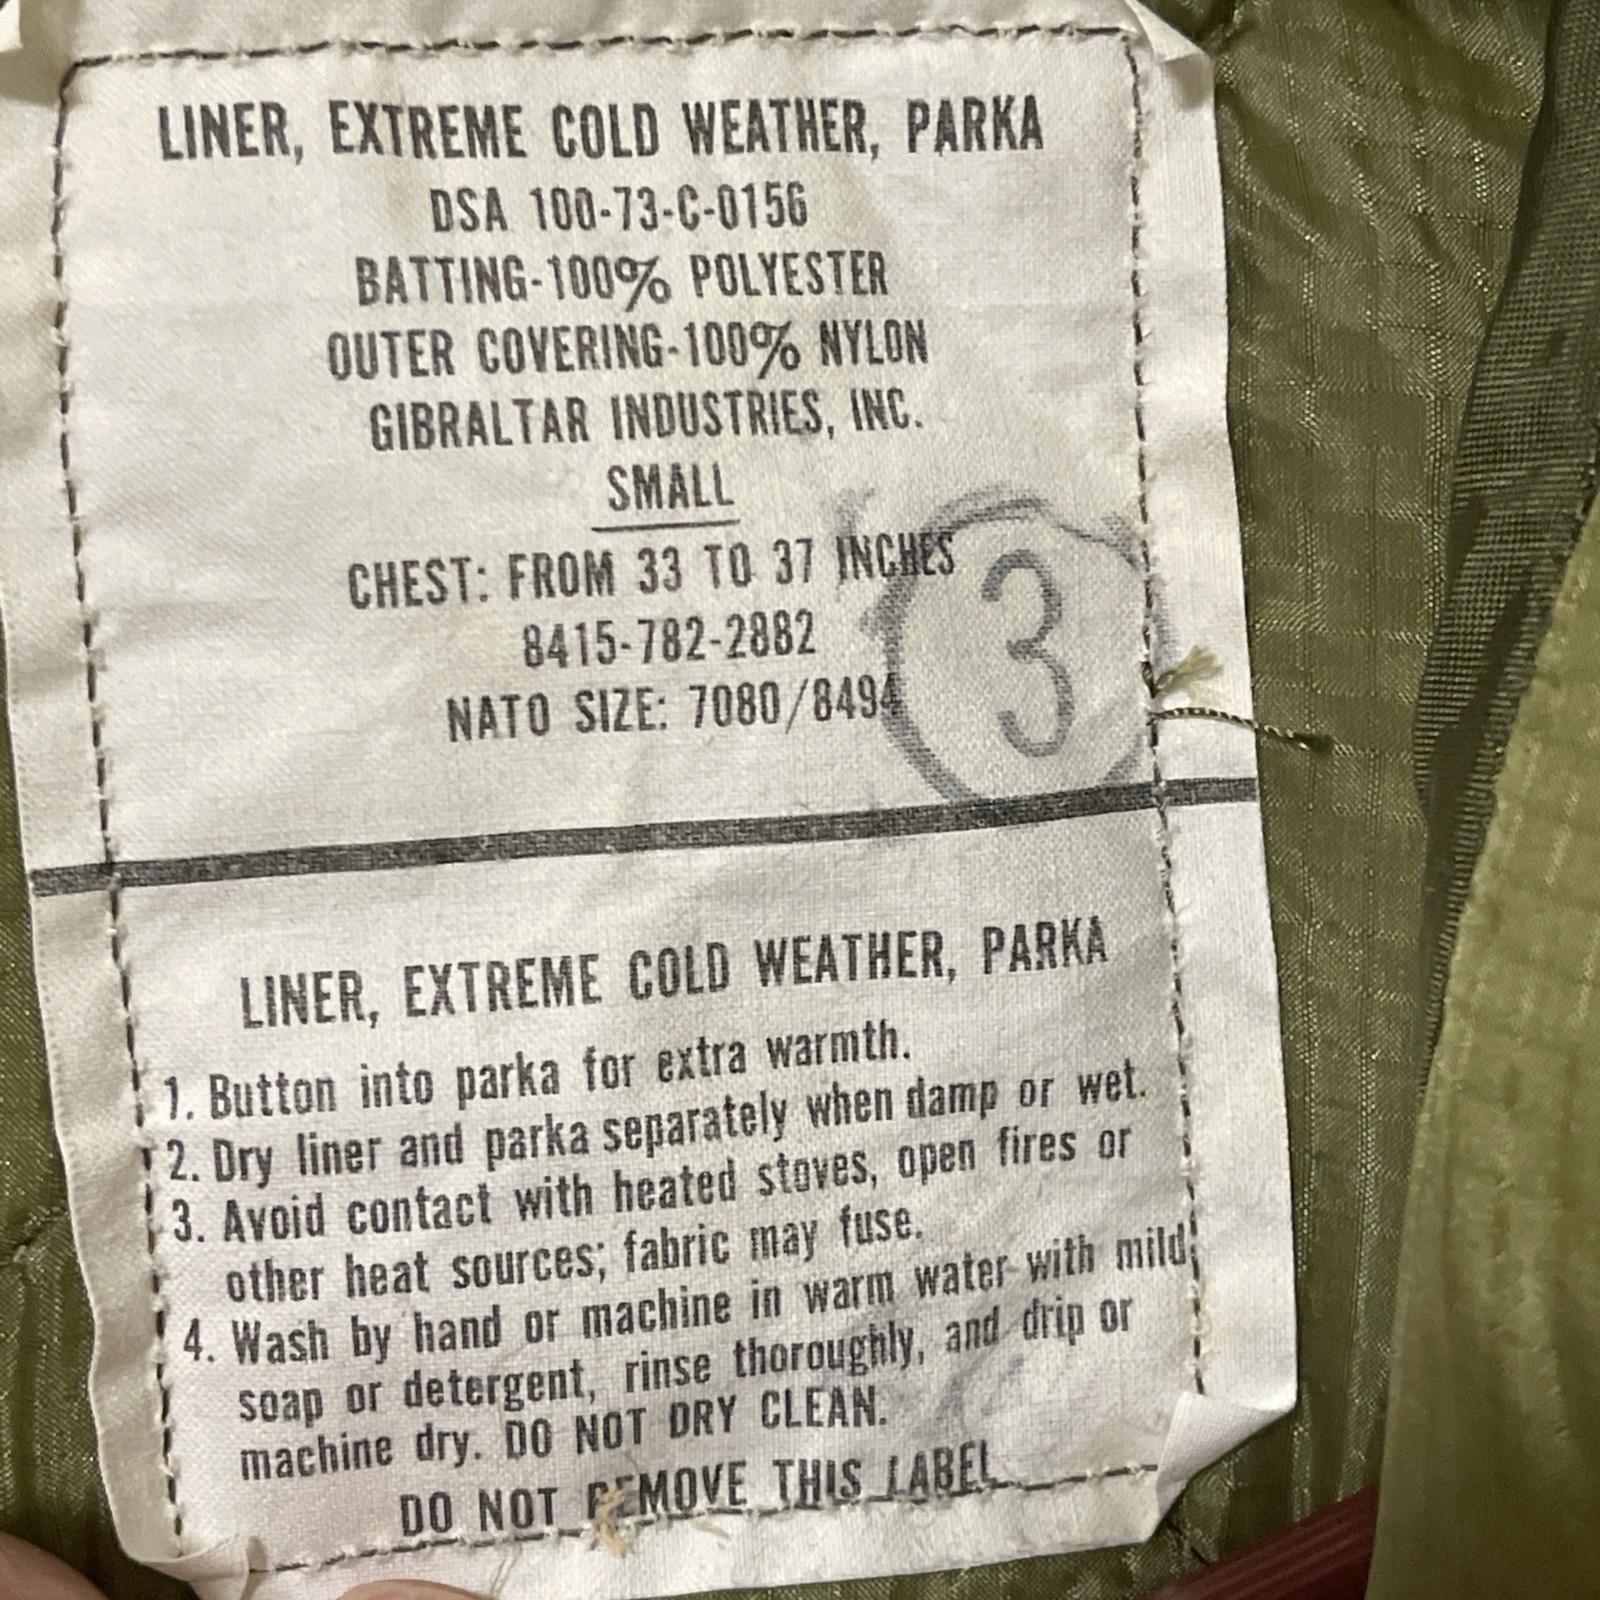 LINER, EXTREME COLD WEATHER, PARKA
DSA 100-73-C-0156
BATTING-100% POLYESTER
OUTER COVERING-100% NYLON
GIBRALTAR INDUSTRIES, INC.
SMALL
CHEST: FROM 33 TO 37 INCHES
8415-782-2882
NATO SIZE: 7080/8494
3
LINER, EXTREME COLD WEATHER, PARKA
1. Button into parka for extra warmth.
2. Dry liner and parka separately when damp or wet.
3. Avoid contact with heated stoves, open fires or
other heat sources; fabric may fuse.
4. Wash by hand or machine in warm water with mild
soap or detergent, rinse thoroughly, and drip or
machine dry. DO NOT DRY CLEAN.
DO NOT REMOVE THIS LABEL